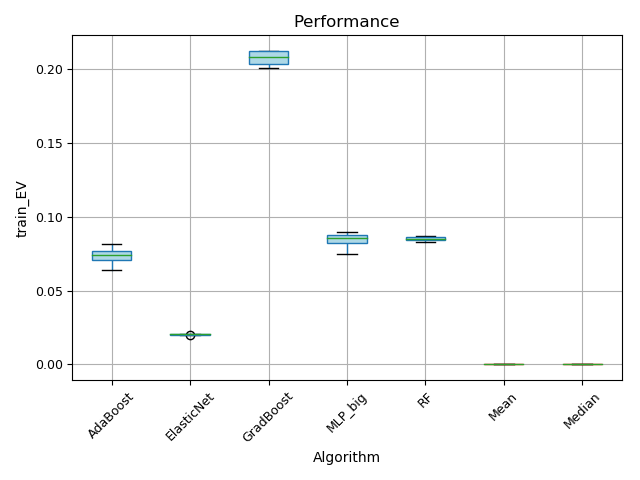 Performance
train_EV
0.20
0.15
0.10
0.05
0.00
AdaBoost
ElasticNet
GradBoost
MLP_big
RF
Mean
Median
Algorithm